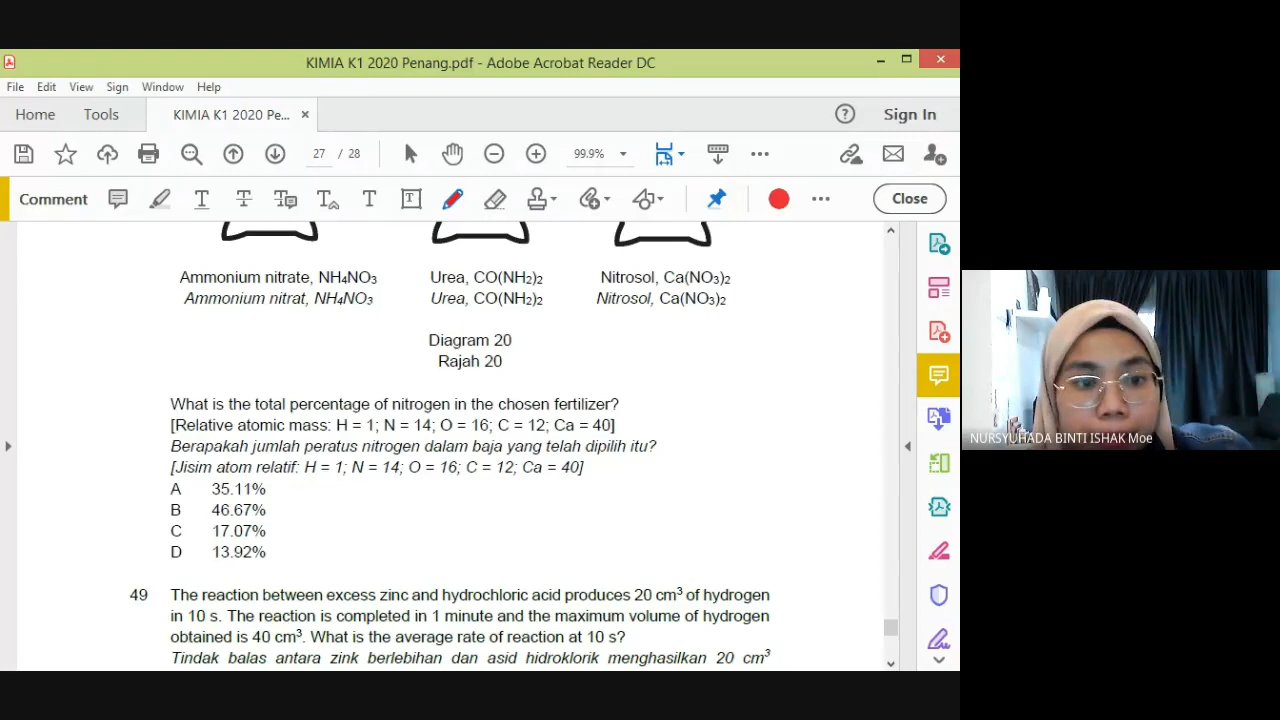 KIMIA K1 2020 Penang.pdf - Adobe Acrobat Reader DC
File Edit View Sign Window Help
Home Tools KIMIA K1 2020 Pe... × Sign In
27 / 28 99.9%
Comment Close
Ammonium nitrate, NH₄NO₃ Urea, CO(NH₂)₂ Nitrosol, Ca(NO₃)₂
Ammonium nitrat, NH₄NO₃ Urea, CO(NH₂)₂ Nitrosol, Ca(NO₃)₂
Diagram 20
Rajah 20
What is the total percentage of nitrogen in the chosen fertilizer?
[Relative atomic mass: H = 1; N = 14; O = 16; C = 12; Ca = 40]
Berapakah jumlah peratus nitrogen dalam baja yang telah dipilih itu?
[Jisim atom relatif: H = 1; N = 14; O = 16; C = 12; Ca = 40]
A 35.11%
B 46.67%
C 17.07%
D 13.92%
49 The reaction between excess zinc and hydrochloric acid produces 20 cm³ of hydrogen
in 10 s. The reaction is completed in 1 minute and the maximum volume of hydrogen
obtained is 40 cm³. What is the average rate of reaction at 10 s?
Tindak balas antara zink berlebihan dan asid hidroklorik menghasilkan 20 cm³
NURSYUHADA BINTI ISHAK Moe